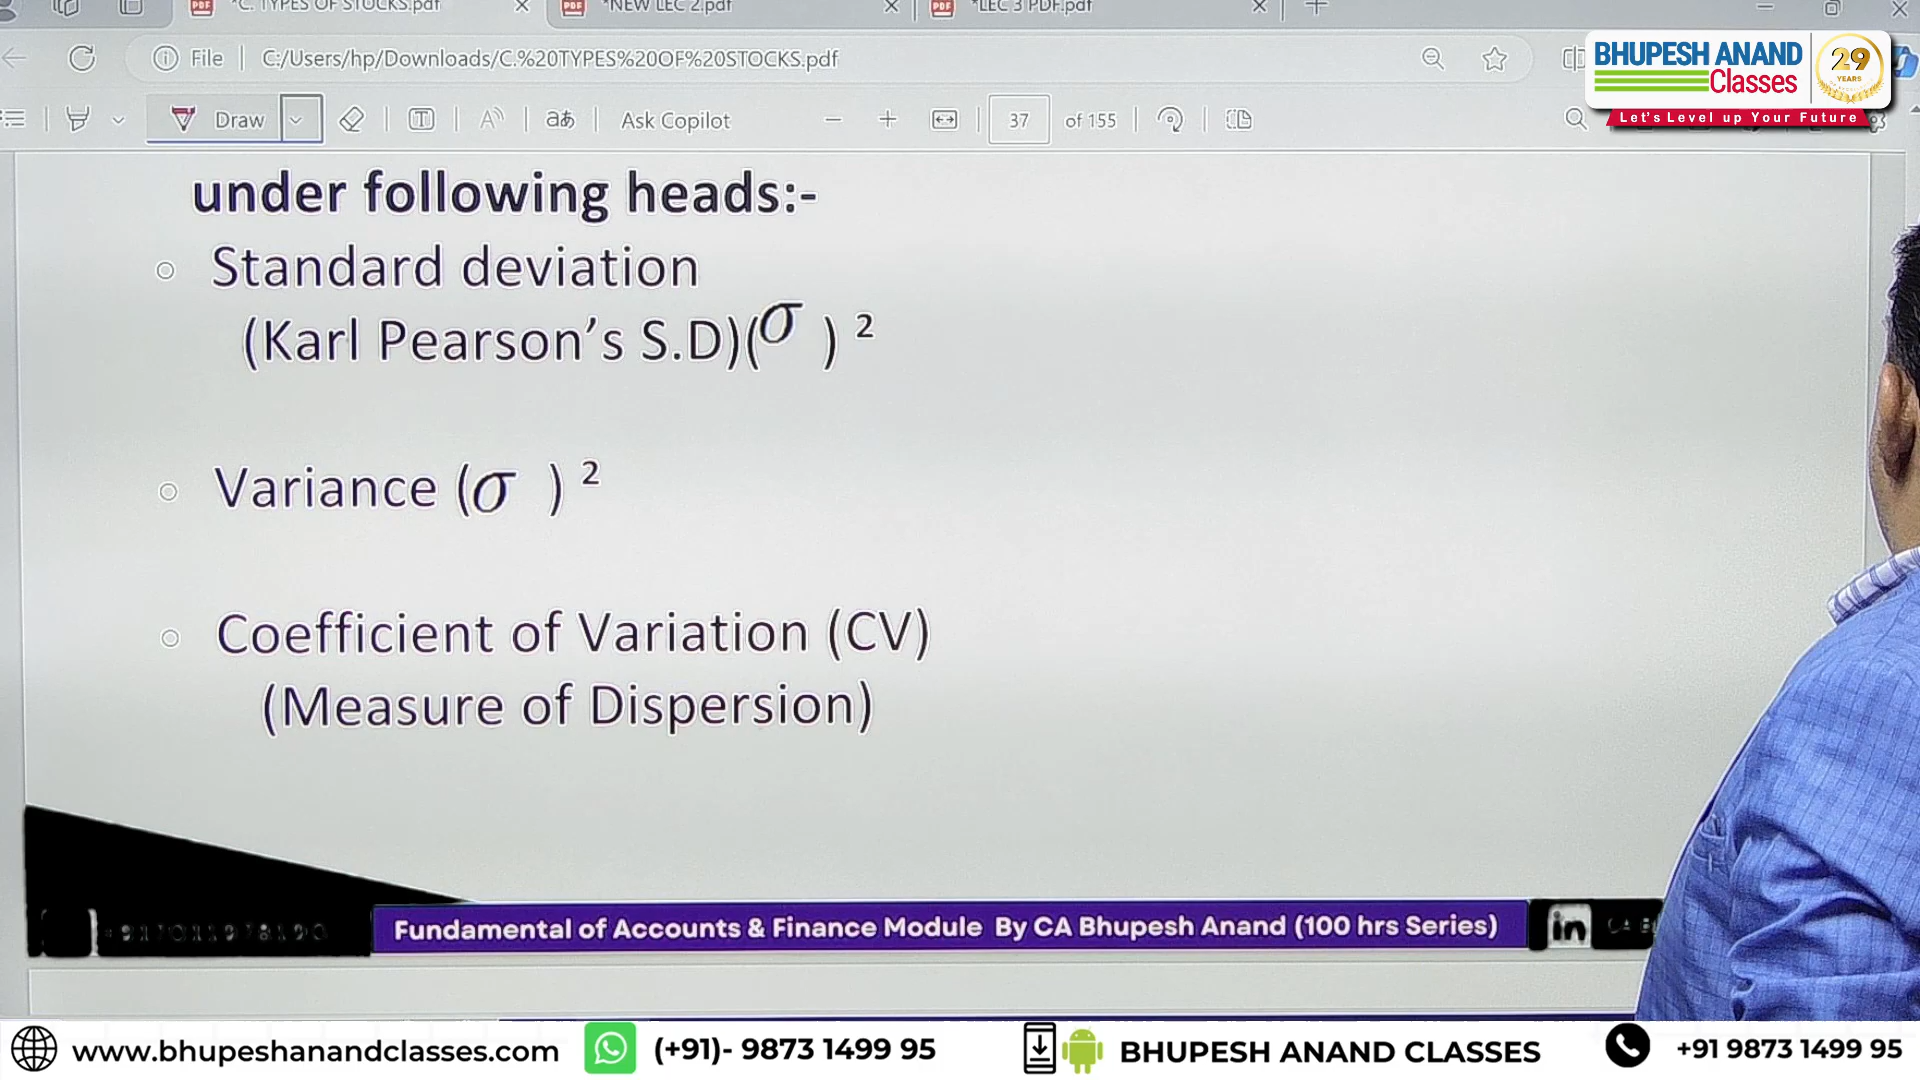 *C. TYPES OF STOCKS.pdf
*NEW LEC 2.pdf
*LEC 3 PDF.pdf
File
C:/Users/hp/Downloads/C.%20TYPES%20OF%20STOCKS.pdf
Draw
Ask Copilot
37
of 155
BHUPESH ANAND
Classes
29
YEARS
Let's Level up Your Future
under following heads:-
Standard deviation
(Karl Pearson's S.D)(σ ) ²
Variance (σ ) ²
Coefficient of Variation (CV)
(Measure of Dispersion)
Fundamental of Accounts & Finance Module By CA Bhupesh Anand (100 hrs Series)
in
www.bhupeshanandclasses.com
(+91)- 9873 1499 95
BHUPESH ANAND CLASSES
+91 9873 1499 95